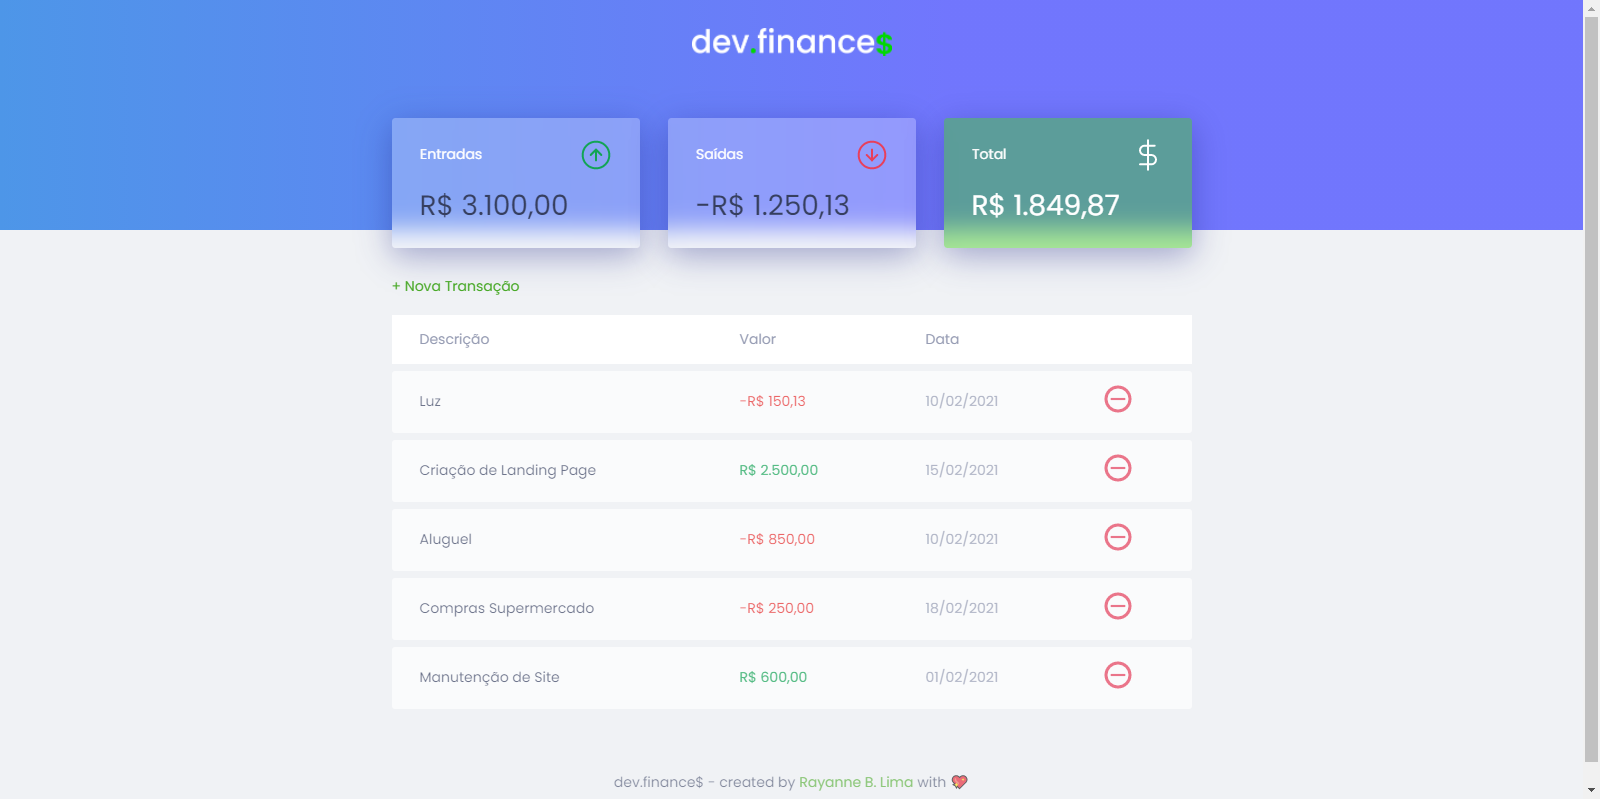 dev.finance$
Entradas
R$ 3.100,00
Saídas
-R$ 1.250,13
Total
R$ 1.849,87
+ Nova Transação
Descrição Valor Data
Luz -R$ 150,13 10/02/2021
Criação de Landing Page R$ 2.500,00 15/02/2021
Aluguel -R$ 850,00 10/02/2021
Compras Supermercado -R$ 250,00 18/02/2021
Manutenção de Site R$ 600,00 01/02/2021
dev.finance$ - created by Rayanne B. Lima with 💖